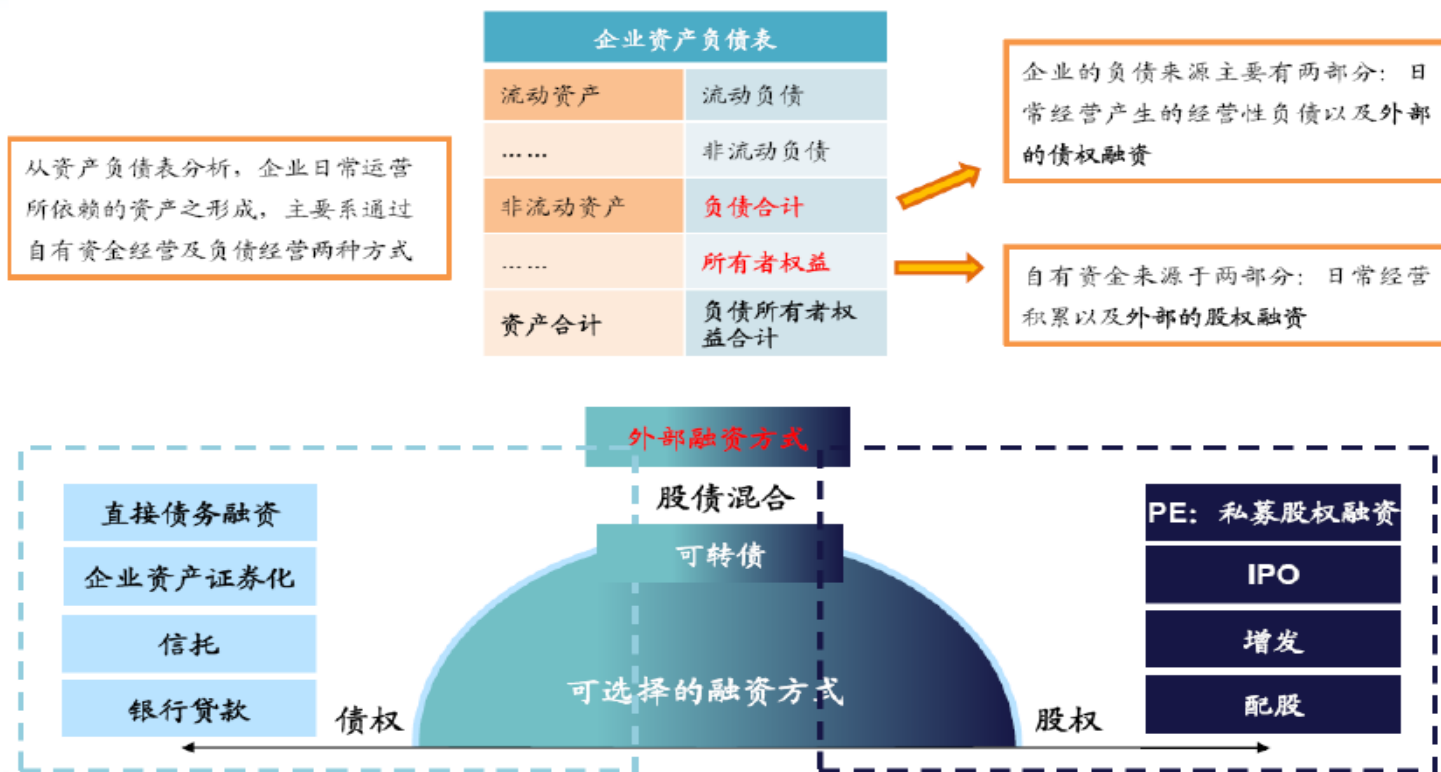 企业资产负债表
流动资产
流动负债
……
非流动负债
非流动资产
负债合计
……
所有者权益
资产合计
负债所有者权
益合计
从资产负债表分析，企业日常运营
所依赖的资产之形成，主要系通过
自有资金经营及负债经营两种方式
企业的负债来源主要有两部分：日
常经营产生的经营性负债以及外部
的债权融资
自有资金来源于两部分：日常经营
积累以及外部的股权融资
外部融资方式
股债混合
可转债
可选择的融资方式
直接债务融资
企业资产证券化
信托
银行贷款
债权
股权
PE：私募股权融资
IPO
增发
配股